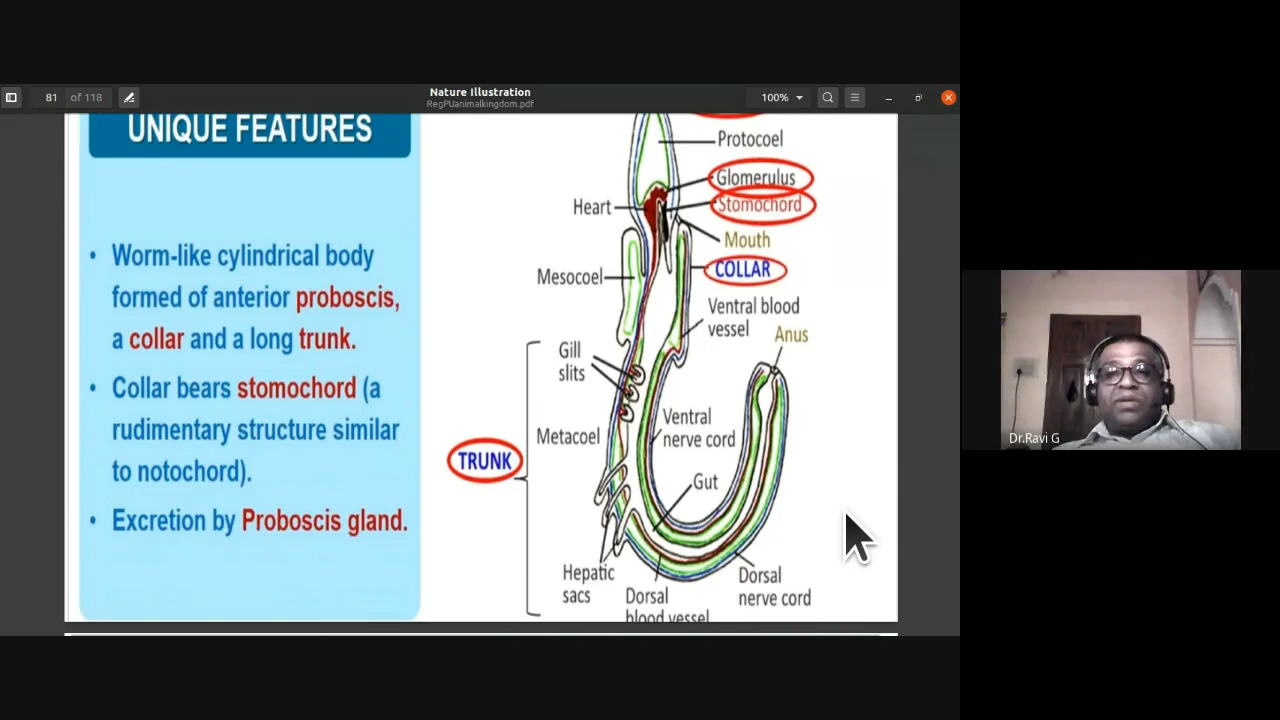 Nature Illustration
RegPUanimalkingdom.pdf
81 of 118
100%
UNIQUE FEATURES
• Worm-like cylindrical body
formed of anterior proboscis,
a collar and a long trunk.
• Collar bears stomochord (a
rudimentary structure similar
to notochord).
• Excretion by Proboscis gland.
Protocoel
Glomerulus
Heart
Stomochord
Mouth
COLLAR
Mesocoel
Ventral blood
vessel
Anus
Gill
slits
Ventral
nerve cord
Metacoel
TRUNK
Gut
Hepatic
sacs
Dorsal
blood vessel
Dorsal
nerve cord
Dr.Ravi G